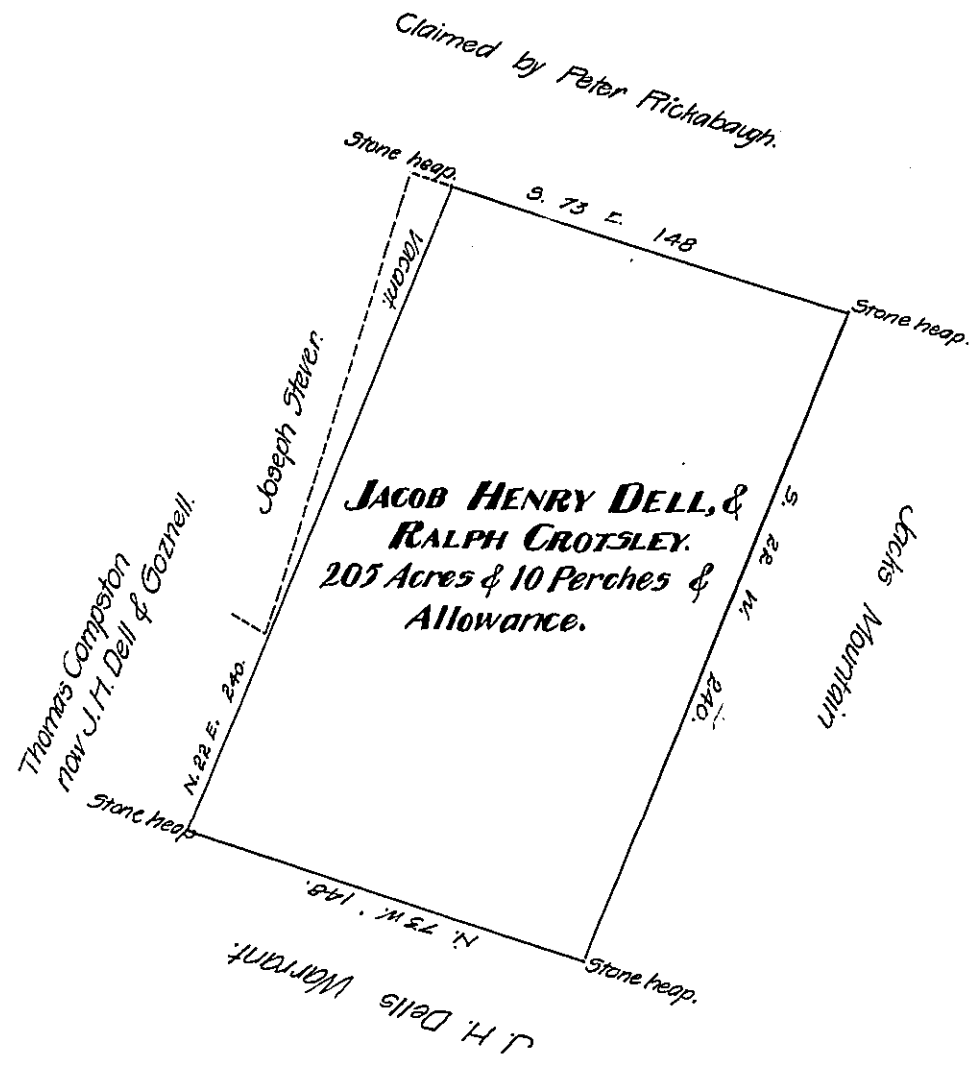 Claimed by Peter Rickabaugh.
Stone heap.
S. 73 E. 148
Stone heap.
Vacant.
Joseph Stever.
JACOB HENRY DELL, &
RALPH CROTSLEY.
205 Acres & 10 Perches &
Allowance.
S. 22 W. 240.
Jacks Mountain
Thomas Compston
now J. H. Dell & Goznell.
N. 22 E. 240.
Stone heap
N. 73 W. 148.
Stone heap.
J. H. Dells Warrant.